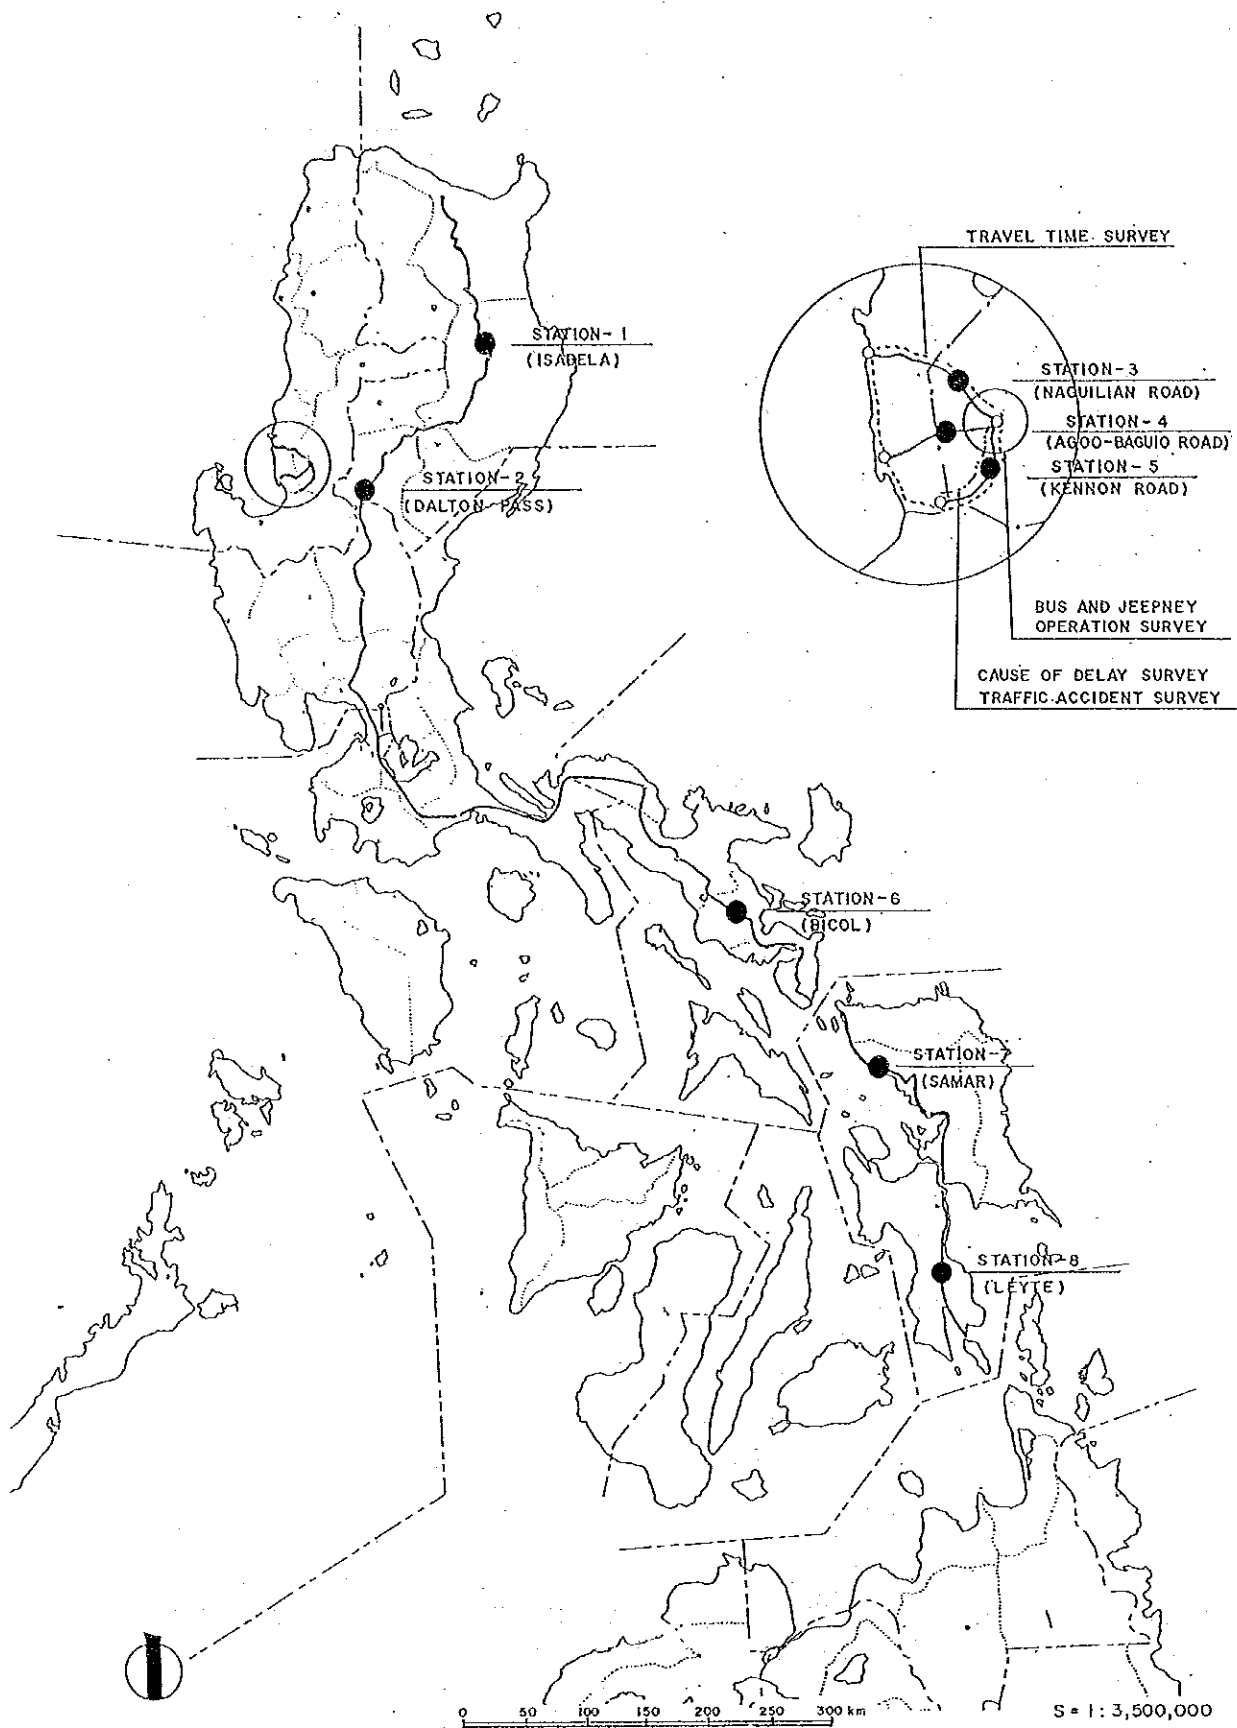 TRAVEL TIME SURVEY
STATION-1
(ISABELA)
STATION-3
(NAGUILIAN ROAD)
STATION-4
(AGOO-BAGUIO ROAD)
STATION-5
(KENNON ROAD)
STATION-2
(DALTON PASS)
BUS AND JEEPNEY
OPERATION SURVEY
CAUSE OF DELAY SURVEY
TRAFFIC ACCIDENT SURVEY
STATION-6
(BICOL)
STATION-7
(SAMAR)
STATION-8
(LEYTE)
0 50 100 150 200 250 300 km
S = 1:3,500,000